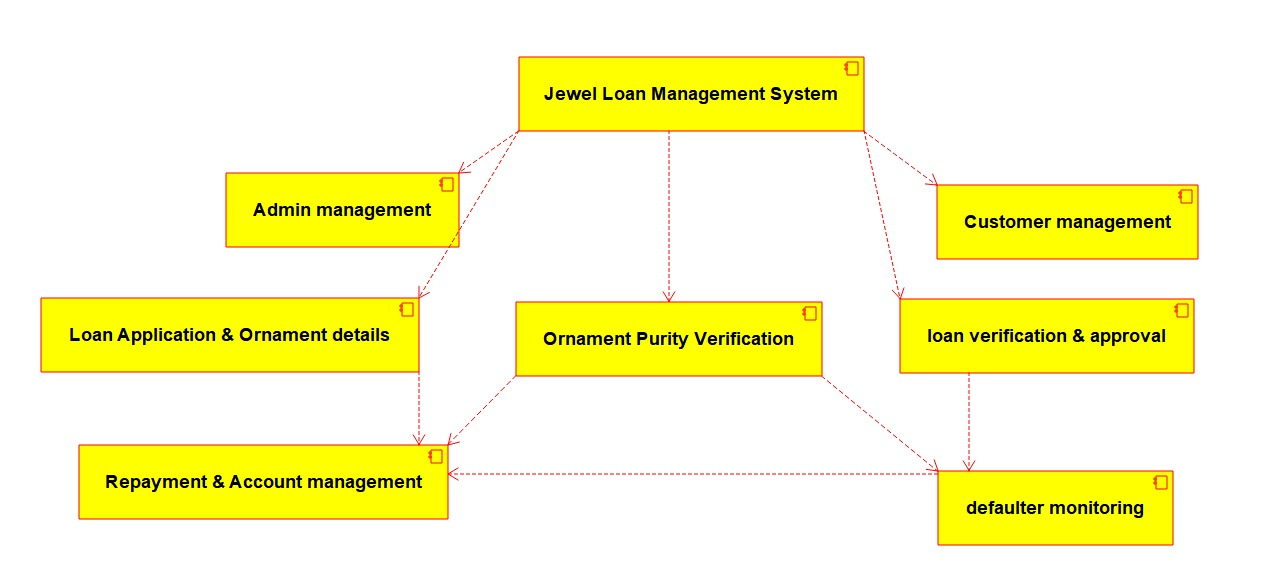 Jewel Loan Management System
Admin management
Customer management
Loan Application & Ornament details
Ornament Purity Verification
loan verification & approval
Repayment & Account management
defaulter monitoring